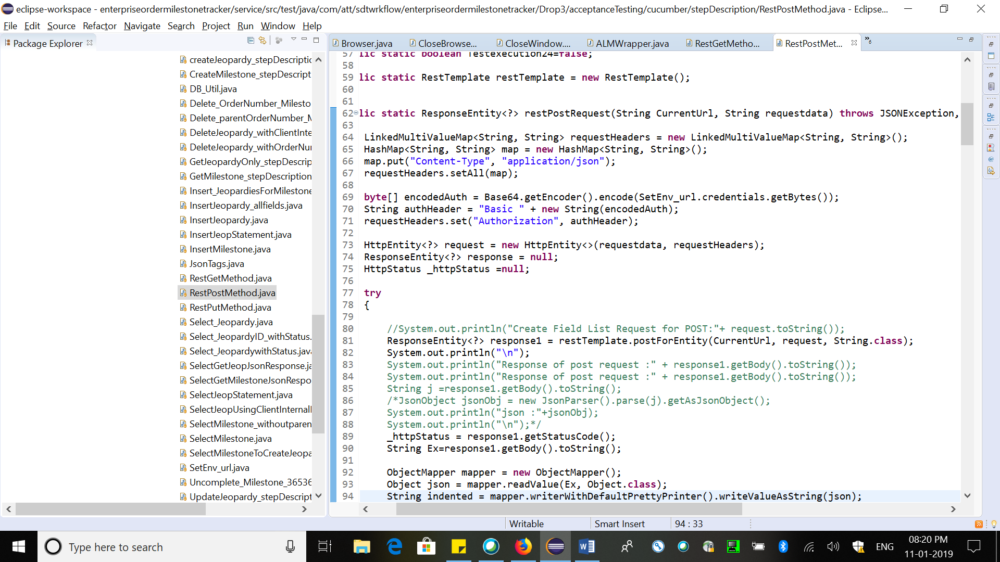 eclipse-workspace - enterpriseordermilestonetracker/service/src/test/java/com/att/sdtwrkflow/enterpriseordermilestonetracker/Drop3/acceptanceTesting/cucumber/stepDescription/RestPostMethod.java - Eclipse...
File Edit Source Refactor Navigate Search Project Run Window Help
Package Explorer
createJeopardy_stepDescriptic
CreateMilestone_stepDescript
DB_Util.java
Delete_OrderNumber_Milesto
Delete_parentOrderNumber_M
DeleteJeopardy_withClientInte
DeleteJeopardy_withOrderNur
GetJeopardyOnly_stepDescrip
GetMilestone_stepDescription
Insert_JeopardiesForMilestone
InsertJeopardy_allfields.java
InsertJeopardy.java
InsertJeopStatement.java
InsertMilestone.java
JsonTags.java
RestGetMethod.java
RestPostMethod.java
RestPutMethod.java
Select_Jeopardy.java
Select_JeopardyID_withStatus.
Select_JeopardywithStatus.java
SelectGetJeopJsonResponse.ja
SelectGetMilestoneJsonRespo
SelectJeopStatement.java
SelectJeopUsingClientInternalI
SelectMilestone_withoutparen
SelectMilestone.java
SelectMilestoneToCreateJeopa
SetEnv_url.java
Uncomplete_Milestone_36536
UpdateJeopardy_stepDescript
Browser.java CloseBrowse... CloseWindow.... ALMWrapper.java RestGetMetho... RestPostMet... »6
57 lic static boolean Testexecution24=false;
58
59 lic static RestTemplate restTemplate = new RestTemplate();
60
61
62 lic static ResponseEntity<?> restPostRequest(String CurrentUrl, String requestdata) throws JSONException,
63
64 LinkedMultiValueMap<String, String> requestHeaders = new LinkedMultiValueMap<String, String>();
65 HashMap<String, String> map = new HashMap<String, String>();
66 map.put("Content-Type", "application/json");
67 requestHeaders.setAll(map);
68
69 byte[] encodedAuth = Base64.getEncoder().encode(SetEnv_url.credentials.getBytes());
70 String authHeader = "Basic " + new String(encodedAuth);
71 requestHeaders.set("Authorization", authHeader);
72
73 HttpEntity<?> request = new HttpEntity<>(requestdata, requestHeaders);
74 ResponseEntity<?> response = null;
75 HttpStatus _httpStatus =null;
76
77 try
78 {
79
80 //System.out.println("Create Field List Request for POST:"+ request.toString());
81 ResponseEntity<?> response1 = restTemplate.postForEntity(CurrentUrl, request, String.class);
82 System.out.println("\n");
83 System.out.println("Response of post request :" + response1.getBody().toString());
84 System.out.println("Response of post request :" + response1.getBody().toString());
85 String j =response1.getBody().toString();
86 /*JsonObject jsonObj = new JsonParser().parse(j).getAsJsonObject();
87 System.out.println("json :"+jsonObj);
88 System.out.println("\n");*/
89 _httpStatus = response1.getStatusCode();
90 String Ex=response1.getBody().toString();
91
92 ObjectMapper mapper = new ObjectMapper();
93 Object json = mapper.readValue(Ex, Object.class);
94 String indented = mapper.writerWithDefaultPrettyPrinter().writeValueAsString(json);
Writable Smart Insert 94 : 33
Type here to search
ENG
08:20 PM
11-01-2019